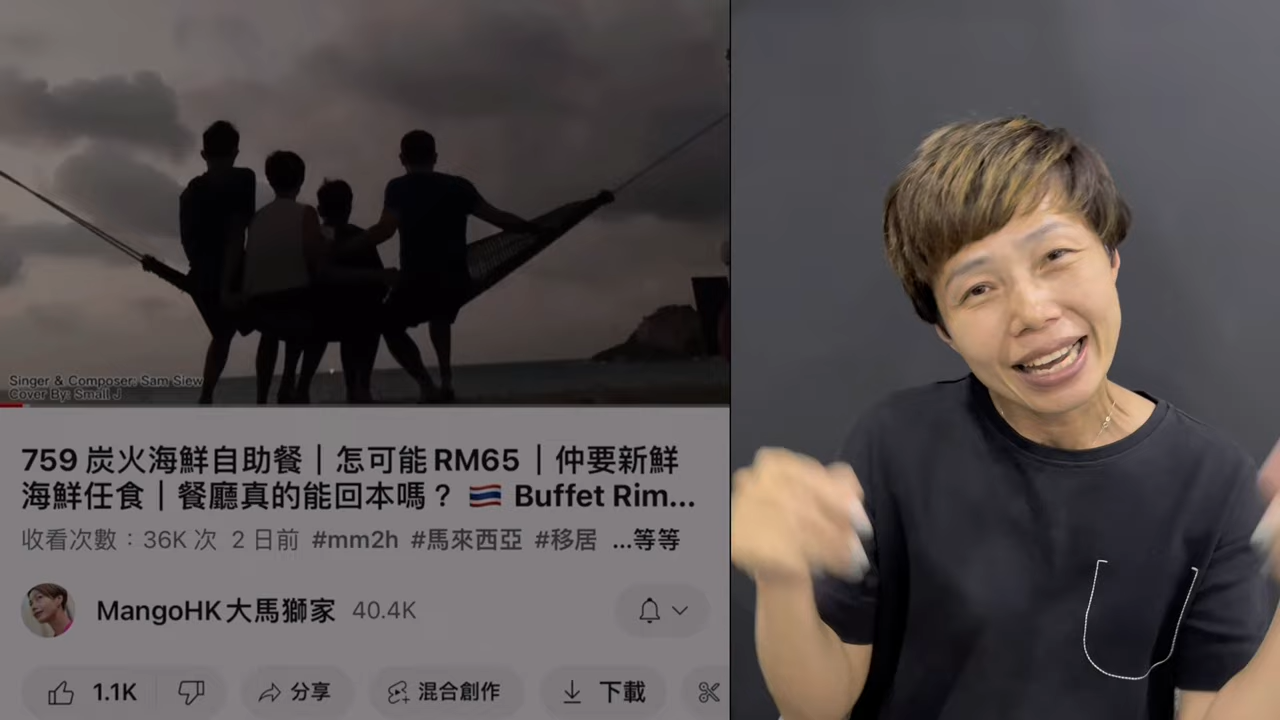 Singer & Composer: Sam Siew
Cover By: Small J
759 炭火海鮮自助餐｜怎可能RM65｜仲要新鮮
海鮮任食｜餐廳真的能回本嗎？ 🇹🇭 Buffet Rim...
收看次數：36K 次 2 日前 #mm2h #馬來西亞 #移居 ...等等
MangoHK大馬獅家 40.4K
1.1K 分享 混合創作 下載